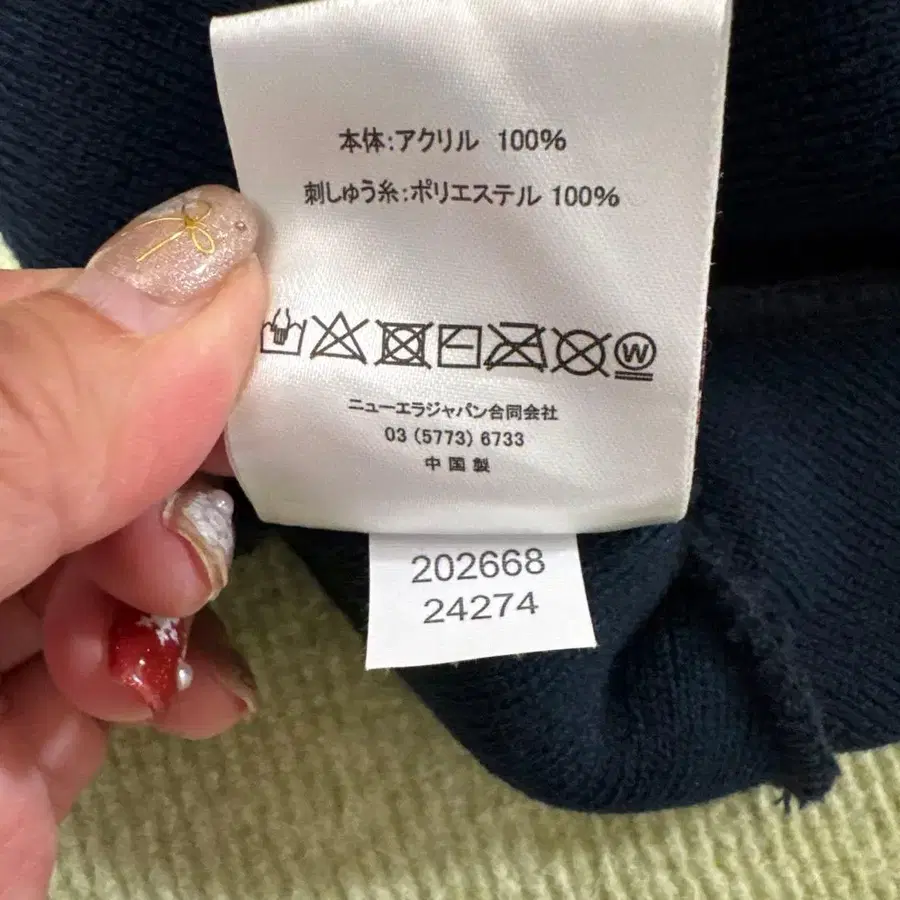 本体:アクリル 100%
刺しゅう糸:ポリエステル 100%
W
ニューエラジャパン合同会社
03 (5773) 6733
中国製
202668
24274